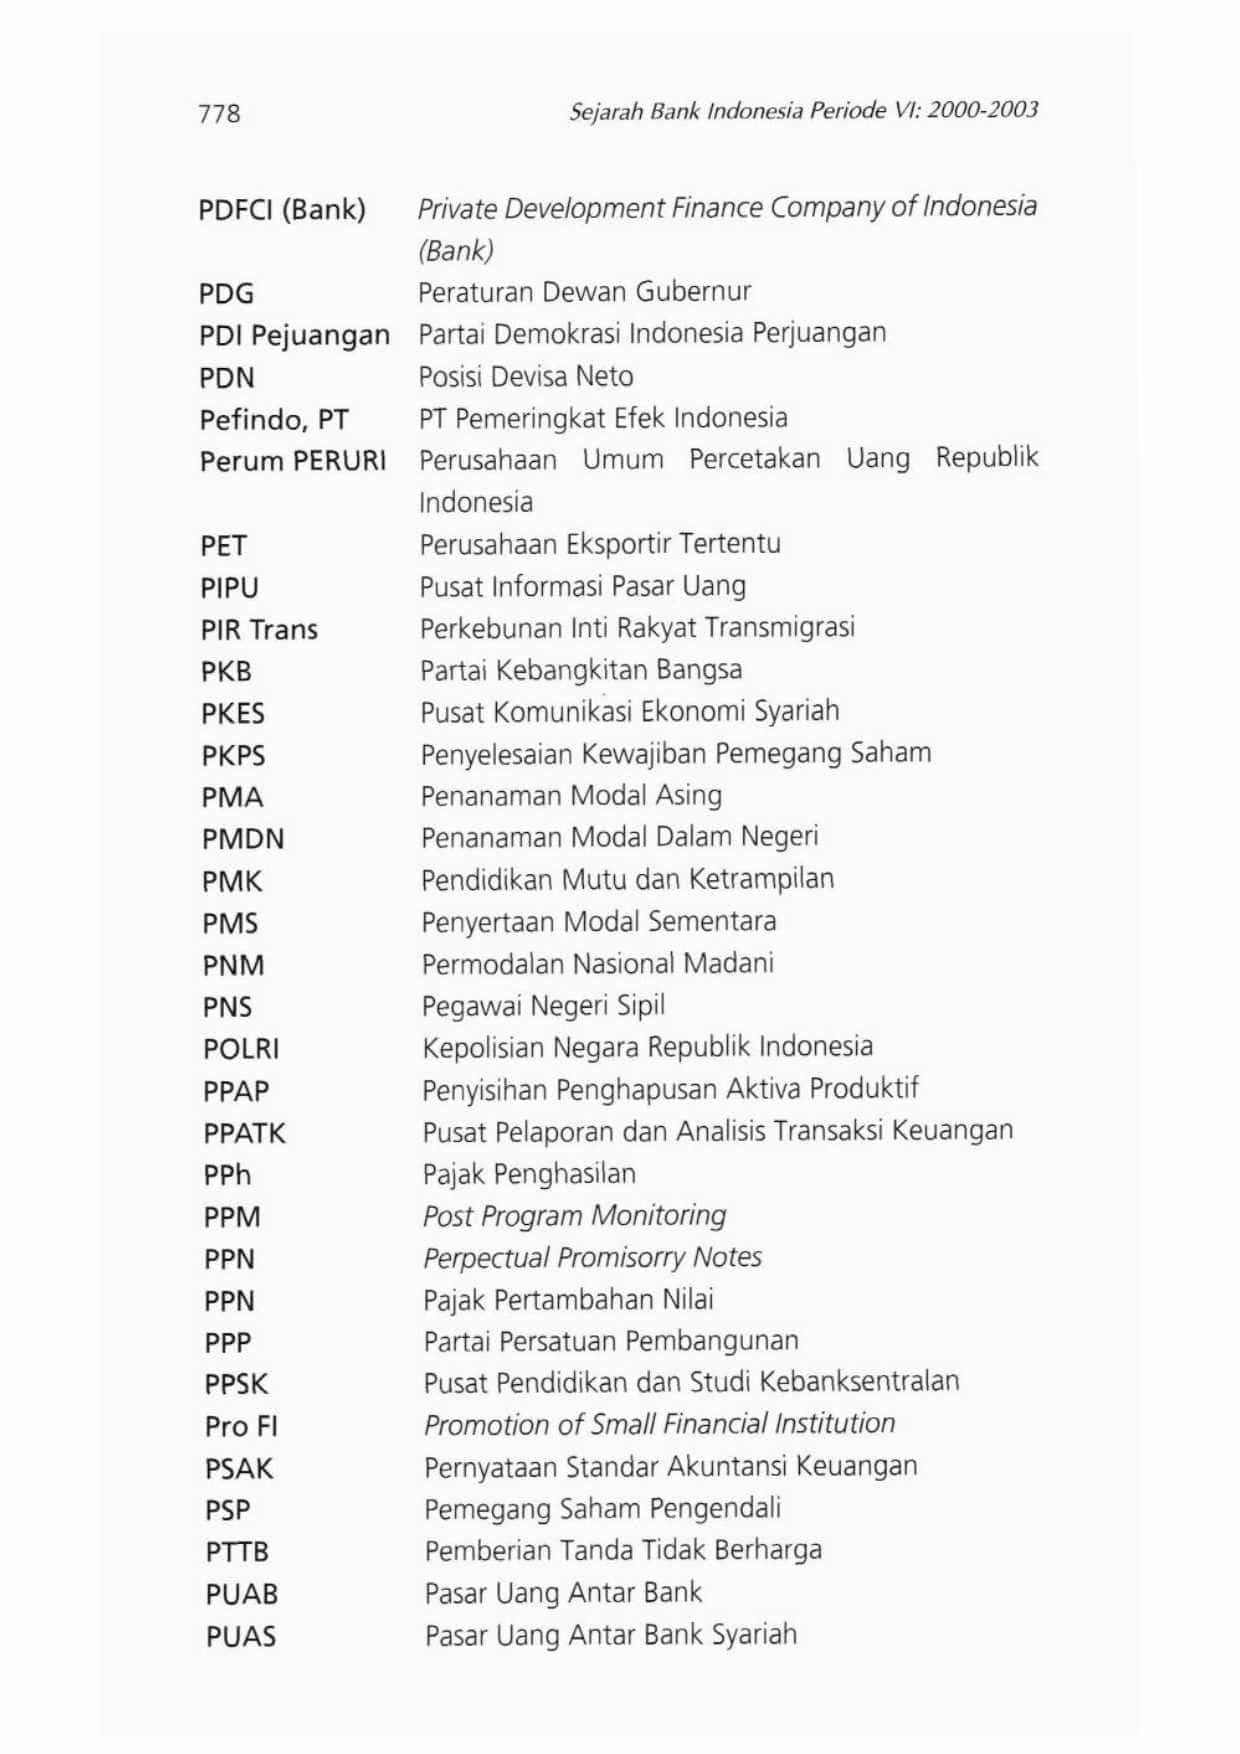 778 Sejarah Bank Indonesia Periode VI: 2000-2003
PDFCI (Bank) Private Development Finance Company of Indonesia
(Bank)
PDG Peraturan Dewan Gubernur
PDI Pejuangan Partai Demokrasi Indonesia Perjuangan
PDN Posisi Devisa Neto
Pefindo, PT PT Pemeringkat Efek Indonesia
Perum PERURI Perusahaan Umum Percetakan Uang Republik
Indonesia
PET Perusahaan Eksportir Tertentu
PIPU Pusat Informasi Pasar Uang
PIR Trans Perkebunan Inti Rakyat Transmigrasi
PKB Partai Kebangkitan Bangsa
PKES Pusat Komunikasi Ekonomi Syariah
PKPS Penyelesaian Kewajiban Pemegang Saham
PMA Penanaman Modal Asing
PMDN Penanaman Modal Dalam Negeri
PMK Pendidikan Mutu dan Ketrampilan
PMS Penyertaan Modal Sementara
PNM Permodalan Nasional Madani
PNS Pegawai Negeri Sipil
POLRI Kepolisian Negara Republik Indonesia
PPAP Penyisihan Penghapusan Aktiva Produktif
PPATK Pusat Pelaporan dan Analisis Transaksi Keuangan
PPh Pajak Penghasilan
PPM Post Program Monitoring
PPN Perpectual Promisorry Notes
PPN Pajak Pertambahan Nilai
PPP Partai Persatuan Pembangunan
PPSK Pusat Pendidikan dan Studi Kebanksentralan
Pro FI Promotion of Small Financial Institution
PSAK Pernyataan Standar Akuntansi Keuangan
PSP Pemegang Saham Pengendali
PTTB Pemberian Tanda Tidak Berharga
PUAB Pasar Uang Antar Bank
PUAS Pasar Uang Antar Bank Syariah